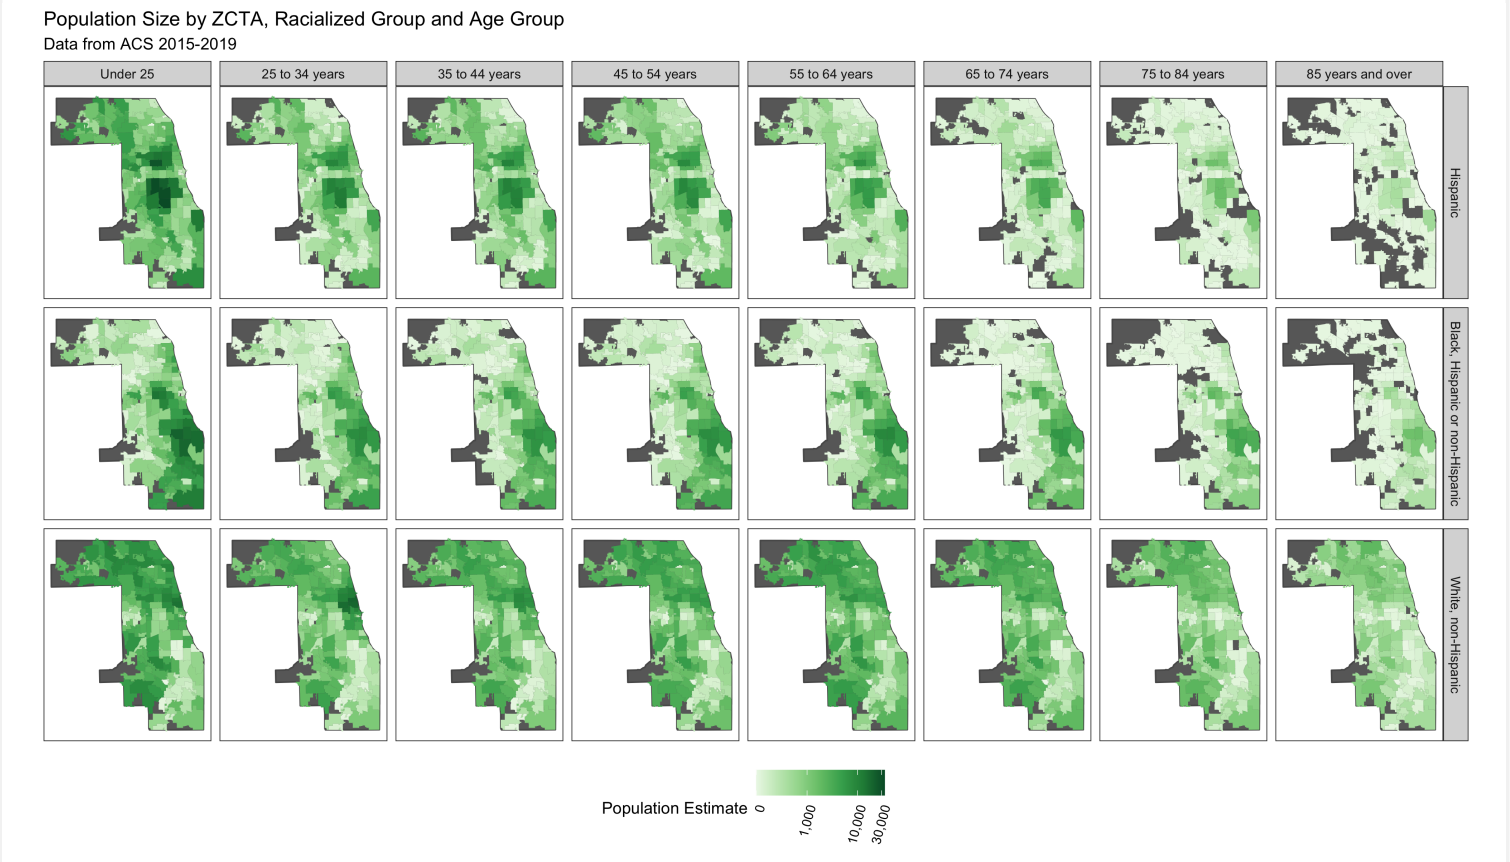 Population Size by ZCTA, Racialized Group and Age Group
Data from ACS 2015-2019
Under 25
25 to 34 years
35 to 44 years
45 to 54 years
55 to 64 years
65 to 74 years
75 to 84 years
85 years and over
Hispanic
Black, Hispanic or non-Hispanic
White, non-Hispanic
Population Estimate
0
1,000
10,000
30,000